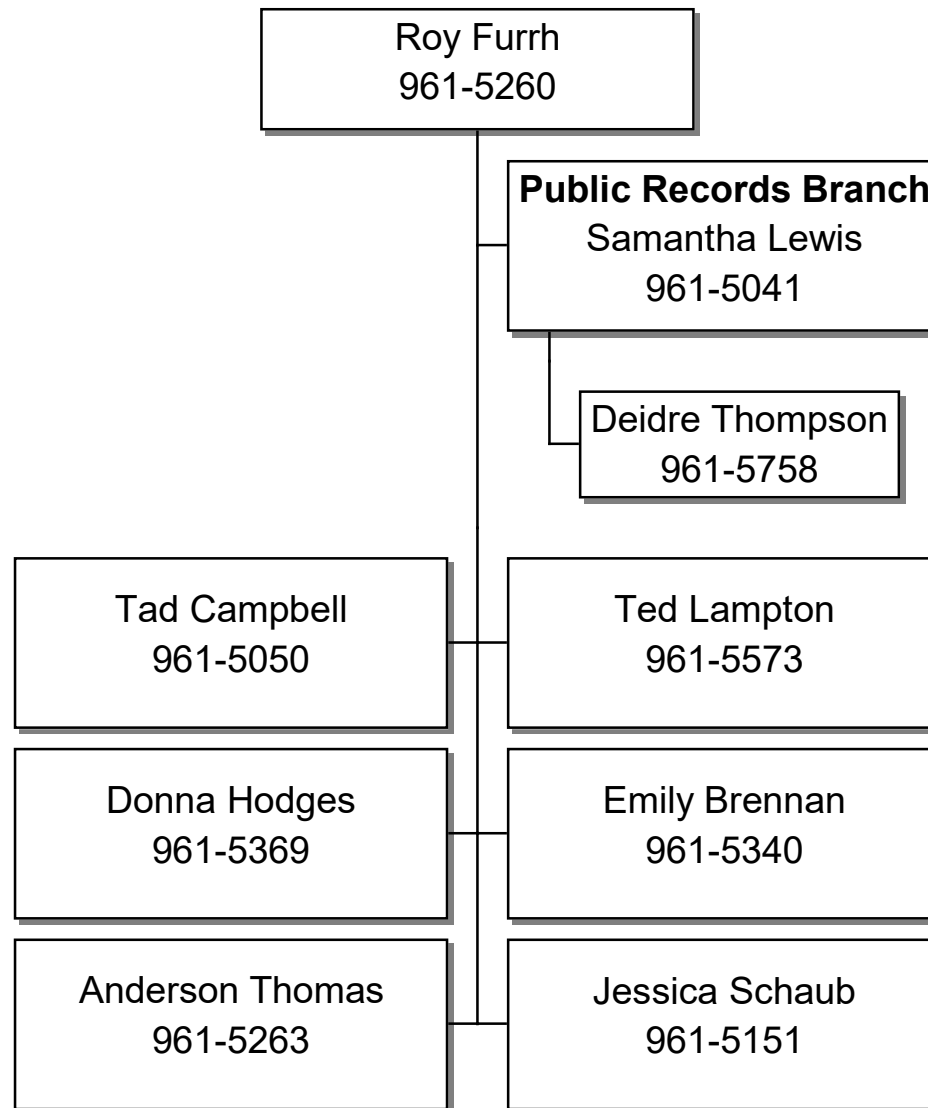 Roy Furrh
961-5260
Public Records Branch
Samantha Lewis
961-5041
Deidre Thompson
961-5758
Tad Campbell
961-5050
Ted Lampton
961-5573
Donna Hodges
961-5369
Emily Brennan
961-5340
Anderson Thomas
961-5263
Jessica Schaub
961-5151